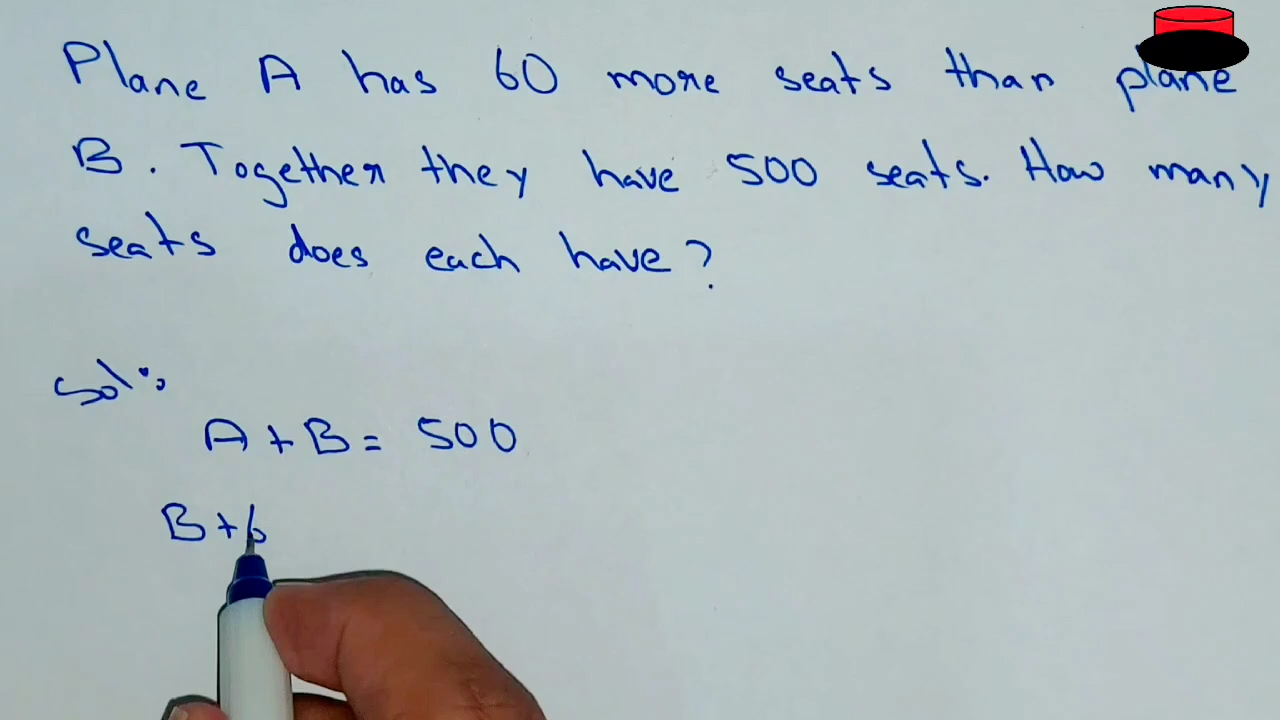 Plane A has 60 more seats than plane
B. Together they have 500 seats. How many
seats does each have?
Sol:
A + B = 500
B + 6